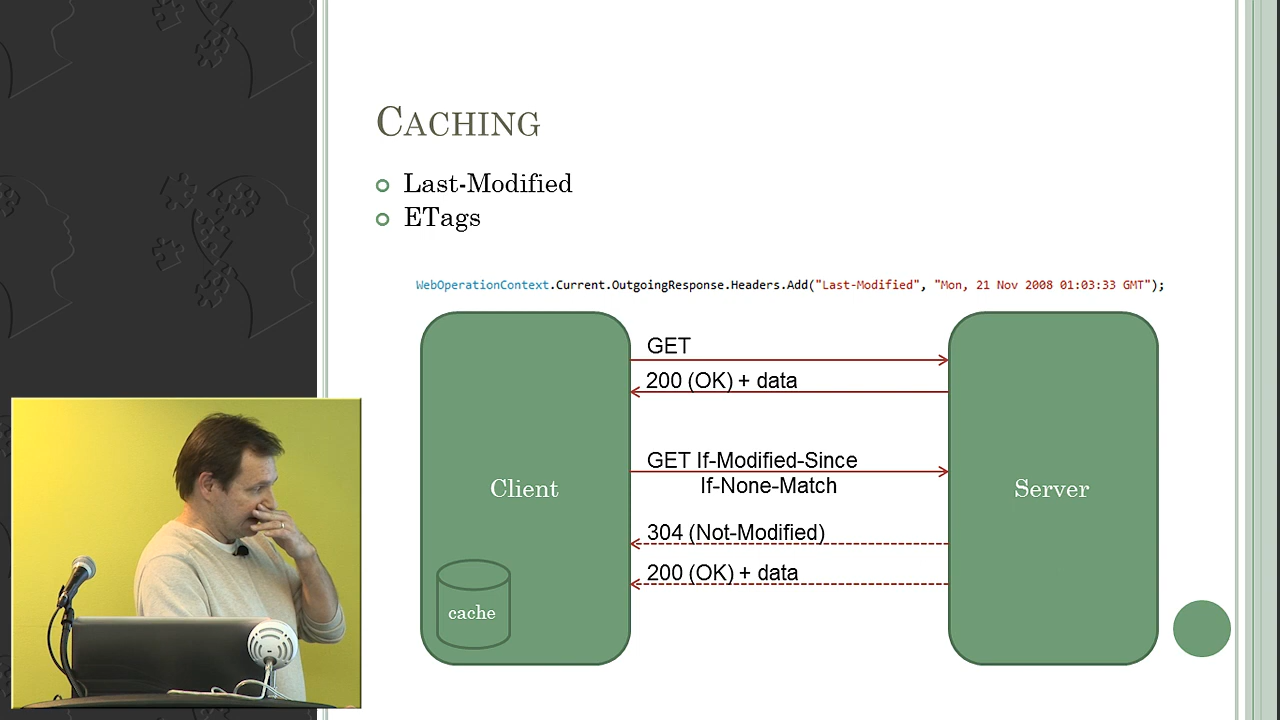 CACHING
Last-Modified
ETags
WebOperationContext.Current.OutgoingResponse.Headers.Add("Last-Modified", "Mon, 21 Nov 2008 01:03:33 GMT");
GET
200 (OK) + data
GET If-Modified-Since
If-None-Match
Client
Server
304 (Not-Modified)
200 (OK) + data
cache